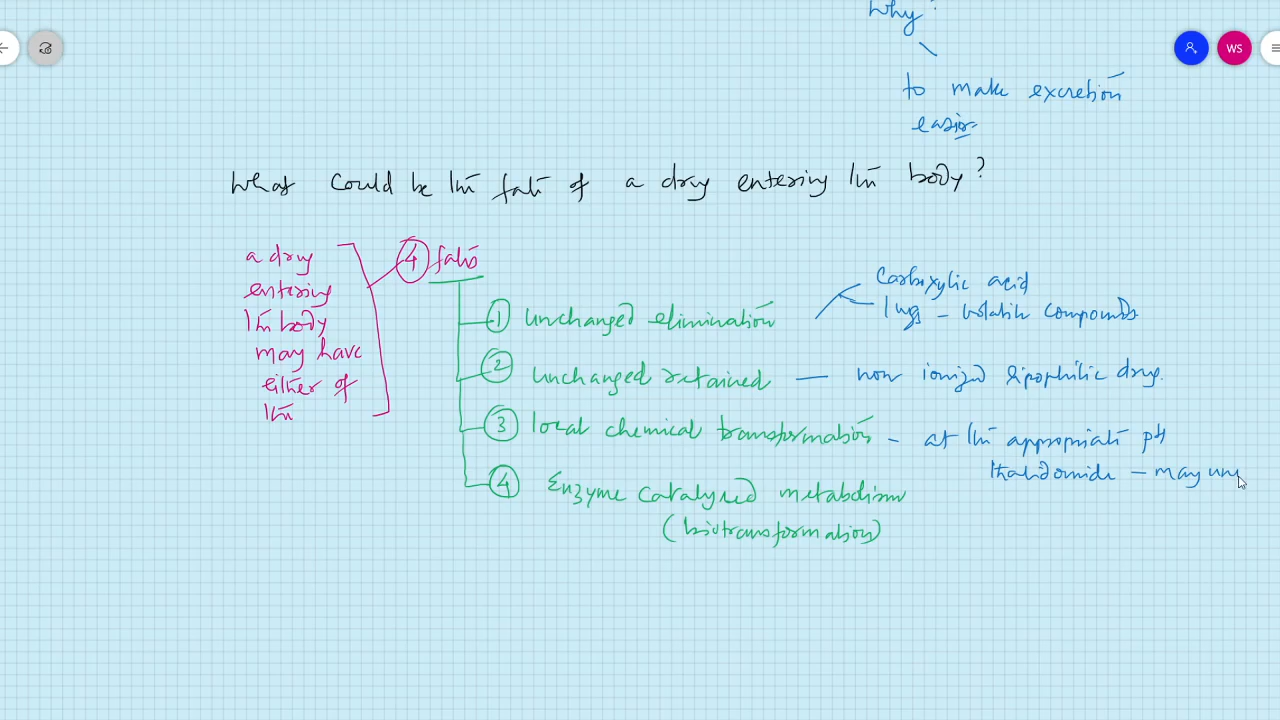 Why?
WS
to make excretion
easier
What could be the fate of a drug entering the body?
a drug
entering
the body
may have
either of
the
4 fates
1 unchanged elimination
Carboxylic acid
lungs - volatile compounds
2 unchanged retained — non ionized lipophilic drug.
3 local chemical transformation - at the appropriate pH
thalidomide - may un
4 Enzyme catalysed metabolism
(biotransformation)